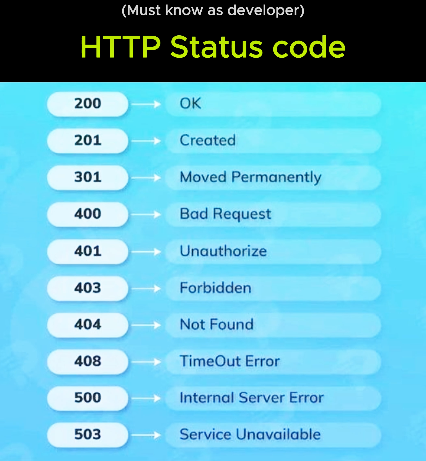 (Must know as developer)
HTTP Status code
200 OK
201 Created
301 Moved Permanently
400 Bad Request
401 Unauthorize
403 Forbidden
404 Not Found
408 TimeOut Error
500 Internal Server Error
503 Service Unavailable